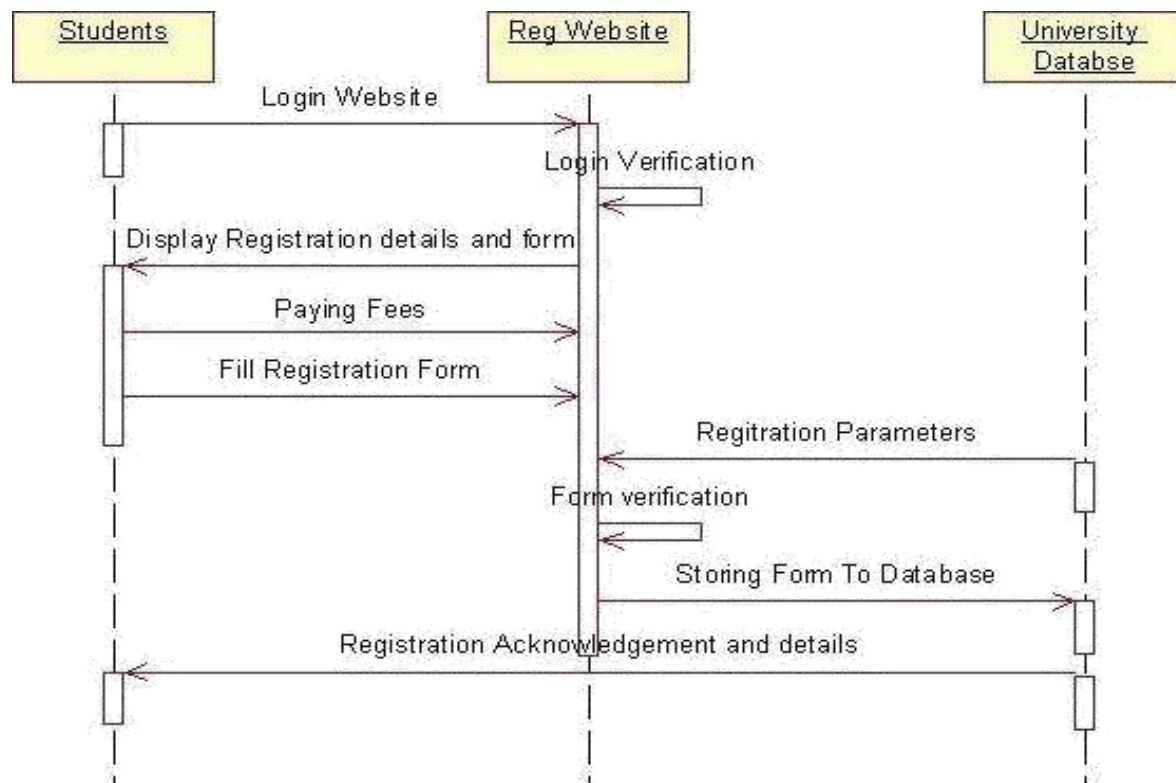 Students
Reg Website
University
Databse
Login Website
Login Verification
Display Registration details and form
Paying Fees
Fill Registration Form
Regitration Parameters
Form verification
Storing Form To Database
Registration Acknowledgement and details